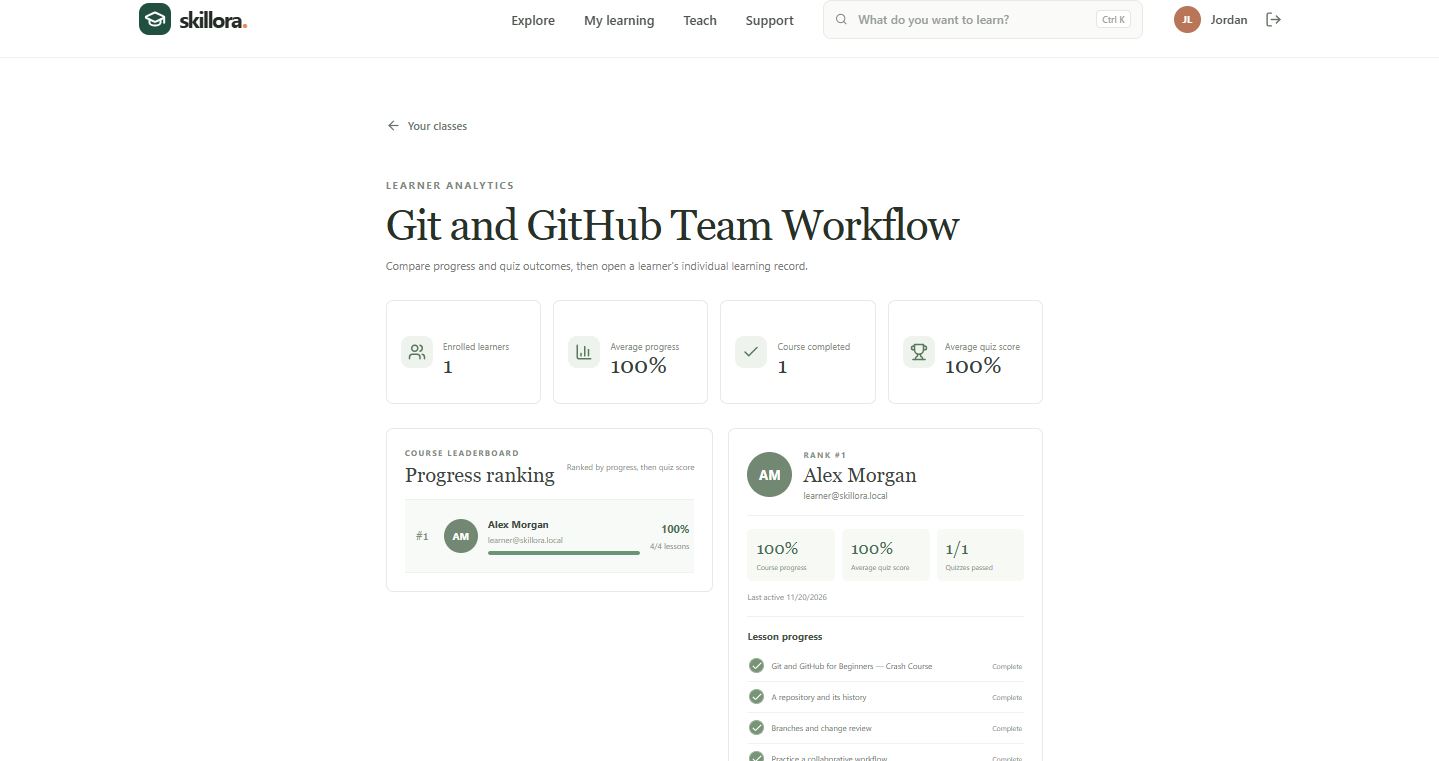 skillora.
Explore
My learning
Teach
Support
What do you want to learn?
Ctrl K
JL
Jordan
Your classes
LEARNER ANALYTICS
Git and GitHub Team Workflow
Compare progress and quiz outcomes, then open a learner's individual learning record.
Enrolled learners
1
Average progress
100%
Course completed
1
Average quiz score
100%
COURSE LEADERBOARD
Progress ranking
Ranked by progress, then quiz score
#1
AM
Alex Morgan
learner@skillora.local
100%
4/4 lessons
AM
RANK #1
Alex Morgan
learner@skillora.local
100%
Course progress
100%
Average quiz score
1/1
Quizzes passed
Last active 11/20/2026
Lesson progress
Git and GitHub for Beginners — Crash Course
Complete
A repository and its history
Complete
Branches and change review
Complete
Practice a collaborative workflow
Complete